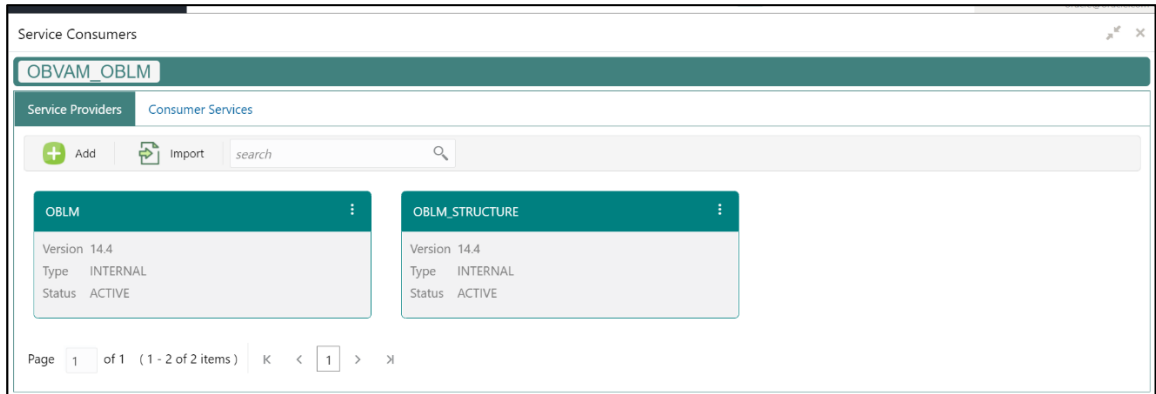 Service Consumers
OBVAM_OBLM
Service Providers Consumer Services
Add Import search
OBLM OBLM_STRUCTURE
Version 14.4 Version 14.4
Type INTERNAL Type INTERNAL
Status ACTIVE Status ACTIVE
Page 1 of 1 ( 1 - 2 of 2 items ) K < 1 > >|